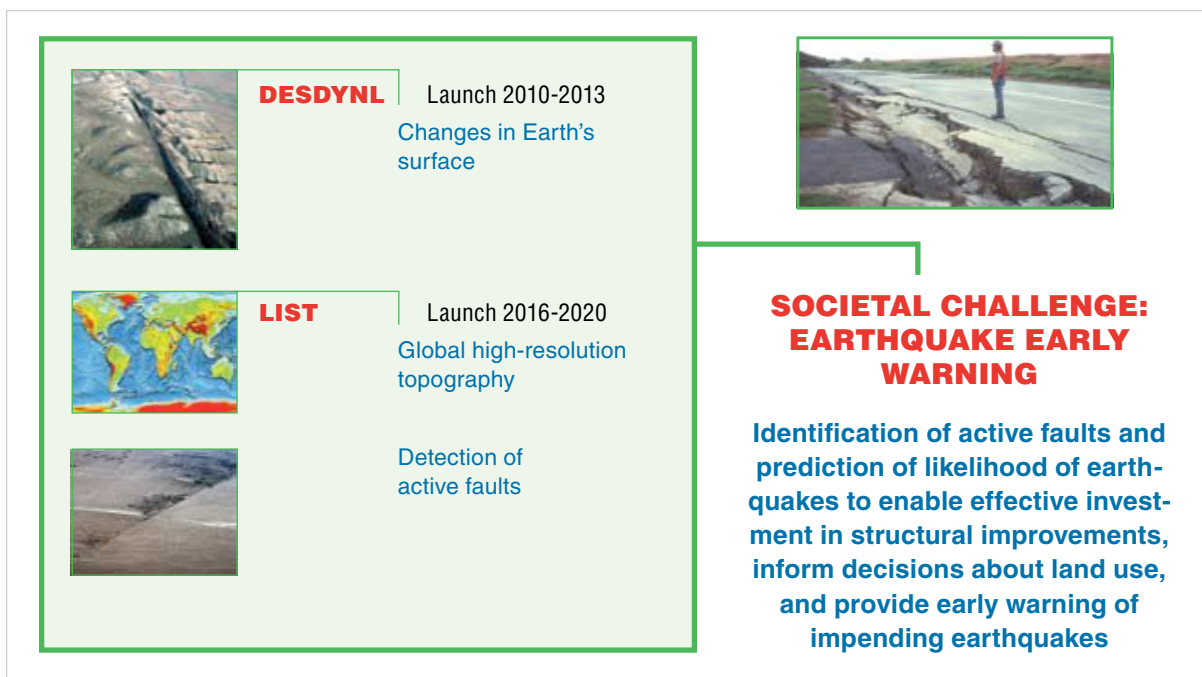 DESDYNL Launch 2010-2013
Changes in Earth's
surface
LIST Launch 2016-2020
Global high-resolution
topography
Detection of
active faults
SOCIETAL CHALLENGE:
EARTHQUAKE EARLY
WARNING
Identification of active faults and
prediction of likelihood of earth-
quakes to enable effective invest-
ment in structural improvements,
inform decisions about land use,
and provide early warning of
impending earthquakes